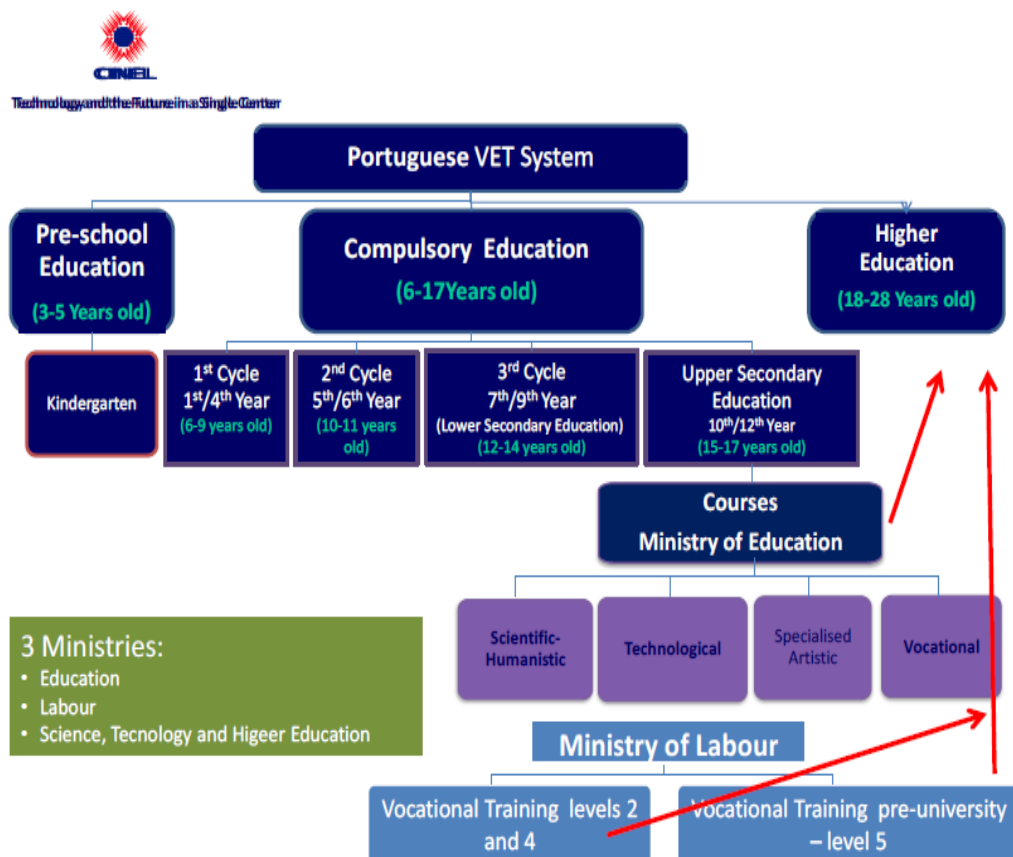 CINEL
Technology and the Future in a Single Center
Portuguese VET System
Pre-school
Education
(3-5 Years old)
Compulsory Education
(6-17Years old)
Higher
Education
(18-28 Years old)
Kindergarten
1st Cycle
1st/4th Year
(6-9 years old)
2nd Cycle
5th/6th Year
(10-11 years
old)
3rd Cycle
7th/9th Year
(Lower Secondary Education)
(12-14 years old)
Upper Secondary
Education
10th/12th Year
(15-17 years old)
Courses
Ministry of Education
Scientific-
Humanistic
Technological
Specialised
Artistic
Vocational
3 Ministries:
• Education
• Labour
• Science, Tecnology and Higeer Education
Ministry of Labour
Vocational Training levels 2
and 4
Vocational Training pre-university
– level 5